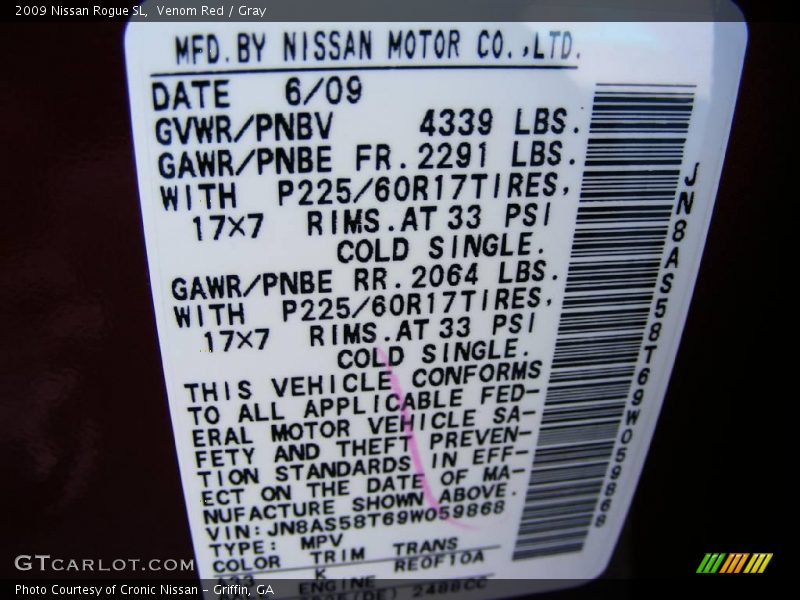 2009 Nissan Rogue SL,  Venom Red / Gray
MFD. BY NISSAN MOTOR CO.,LTD.
DATE 6/09
GVWR/PNBV 4339 LBS.
GAWR/PNBE FR. 2291 LBS.
WITH P225/60R17TIRES,
17×7 RIMS. AT 33 PSI
COLD SINGLE.
GAWR/PNBE RR. 2064 LBS.
WITH P225/60R17TIRES,
17×7 RIMS. AT 33 PSI
COLD SINGLE.
THIS VEHICLE CONFORMS
TO ALL APPLICABLE FED-
ERAL MOTOR VEHICLE SA-
FETY AND THEFT PREVEN-
TION STANDARDS IN EFF-
ECT ON THE DATE OF MA-
NUFACTURE SHOWN ABOVE.
VIN: JN8AS58T69W059868
TYPE: MPV
COLOR TRIM TRANS
K RE0F10A
ENGINE
2488CC
JN8AS58T69W059868
GTCARLOT.COM
Photo Courtesy of Cronic Nissan – Griffin, GA